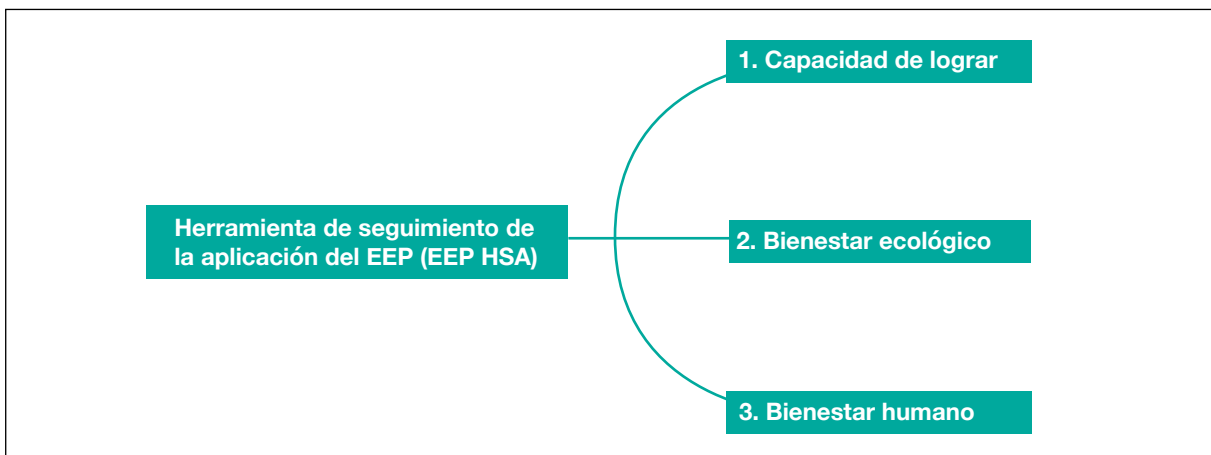 1. Capacidad de lograr
Herramienta de seguimiento de
la aplicación del EEP (EEP HSA)
2. Bienestar ecológico
3. Bienestar humano